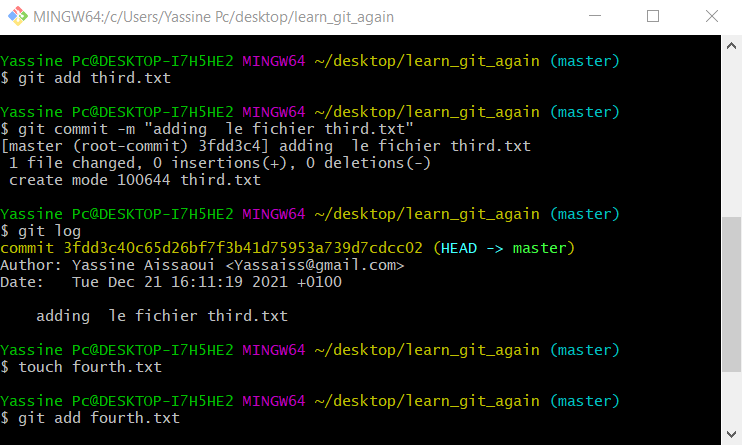 MINGW64:/c/Users/Yassine Pc/desktop/learn_git_again
Yassine Pc@DESKTOP-I7H5HE2 MINGW64 ~/desktop/learn_git_again (master)
$ git add third.txt
Yassine Pc@DESKTOP-I7H5HE2 MINGW64 ~/desktop/learn_git_again (master)
$ git commit -m "adding  le fichier third.txt"
[master (root-commit) 3fdd3c4] adding  le fichier third.txt
 1 file changed, 0 insertions(+), 0 deletions(-)
 create mode 100644 third.txt
Yassine Pc@DESKTOP-I7H5HE2 MINGW64 ~/desktop/learn_git_again (master)
$ git log
commit 3fdd3c40c65d26bf7f3b41d75953a739d7cdcc02 (HEAD -> master)
Author: Yassine Aissaoui <Yassaiss@gmail.com>
Date:   Tue Dec 21 16:11:19 2021 +0100
    adding  le fichier third.txt
Yassine Pc@DESKTOP-I7H5HE2 MINGW64 ~/desktop/learn_git_again (master)
$ touch fourth.txt
Yassine Pc@DESKTOP-I7H5HE2 MINGW64 ~/desktop/learn_git_again (master)
$ git add fourth.txt